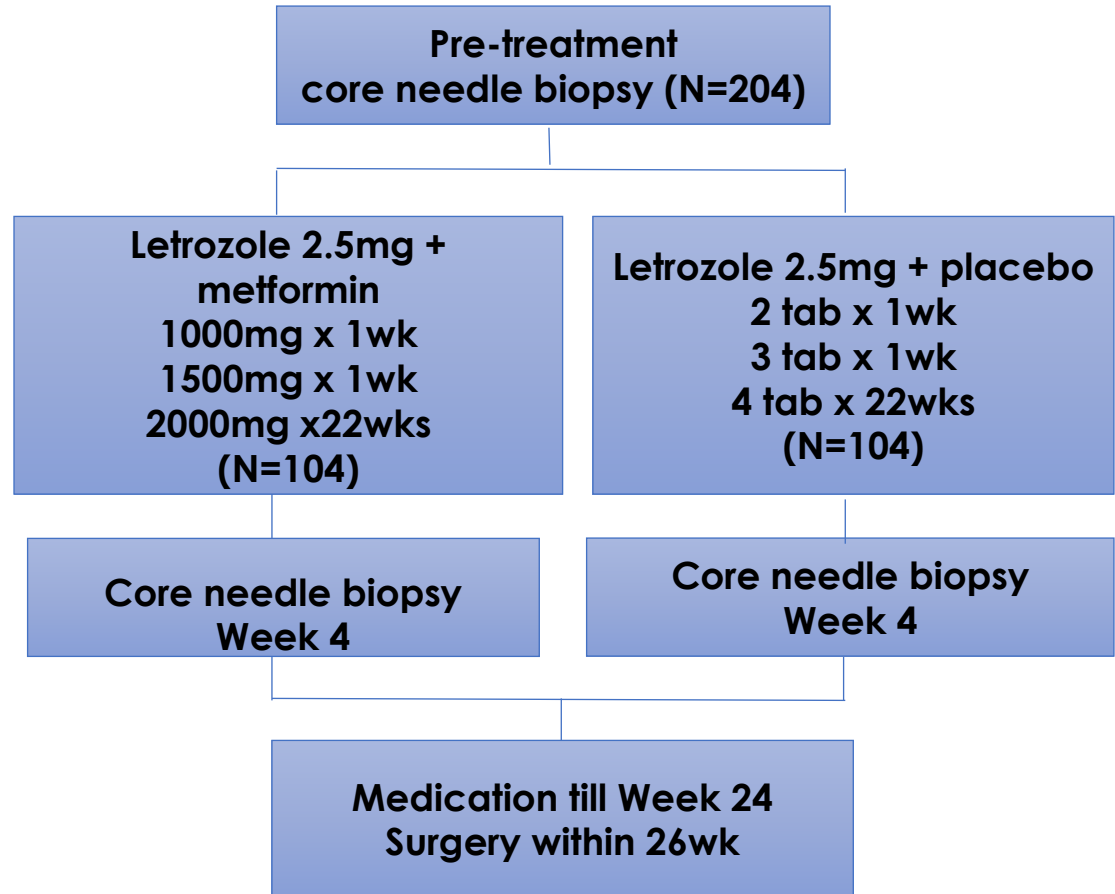 Pre-treatment
core needle biopsy (N=204)
Letrozole 2.5mg +
metformin
1000mg x 1wk
1500mg x 1wk
2000mg x22wks
(N=104)
Letrozole 2.5mg + placebo
2 tab x 1wk
3 tab x 1wk
4 tab x 22wks
(N=104)
Core needle biopsy
Week 4
Core needle biopsy
Week 4
Medication till Week 24
Surgery within 26wk